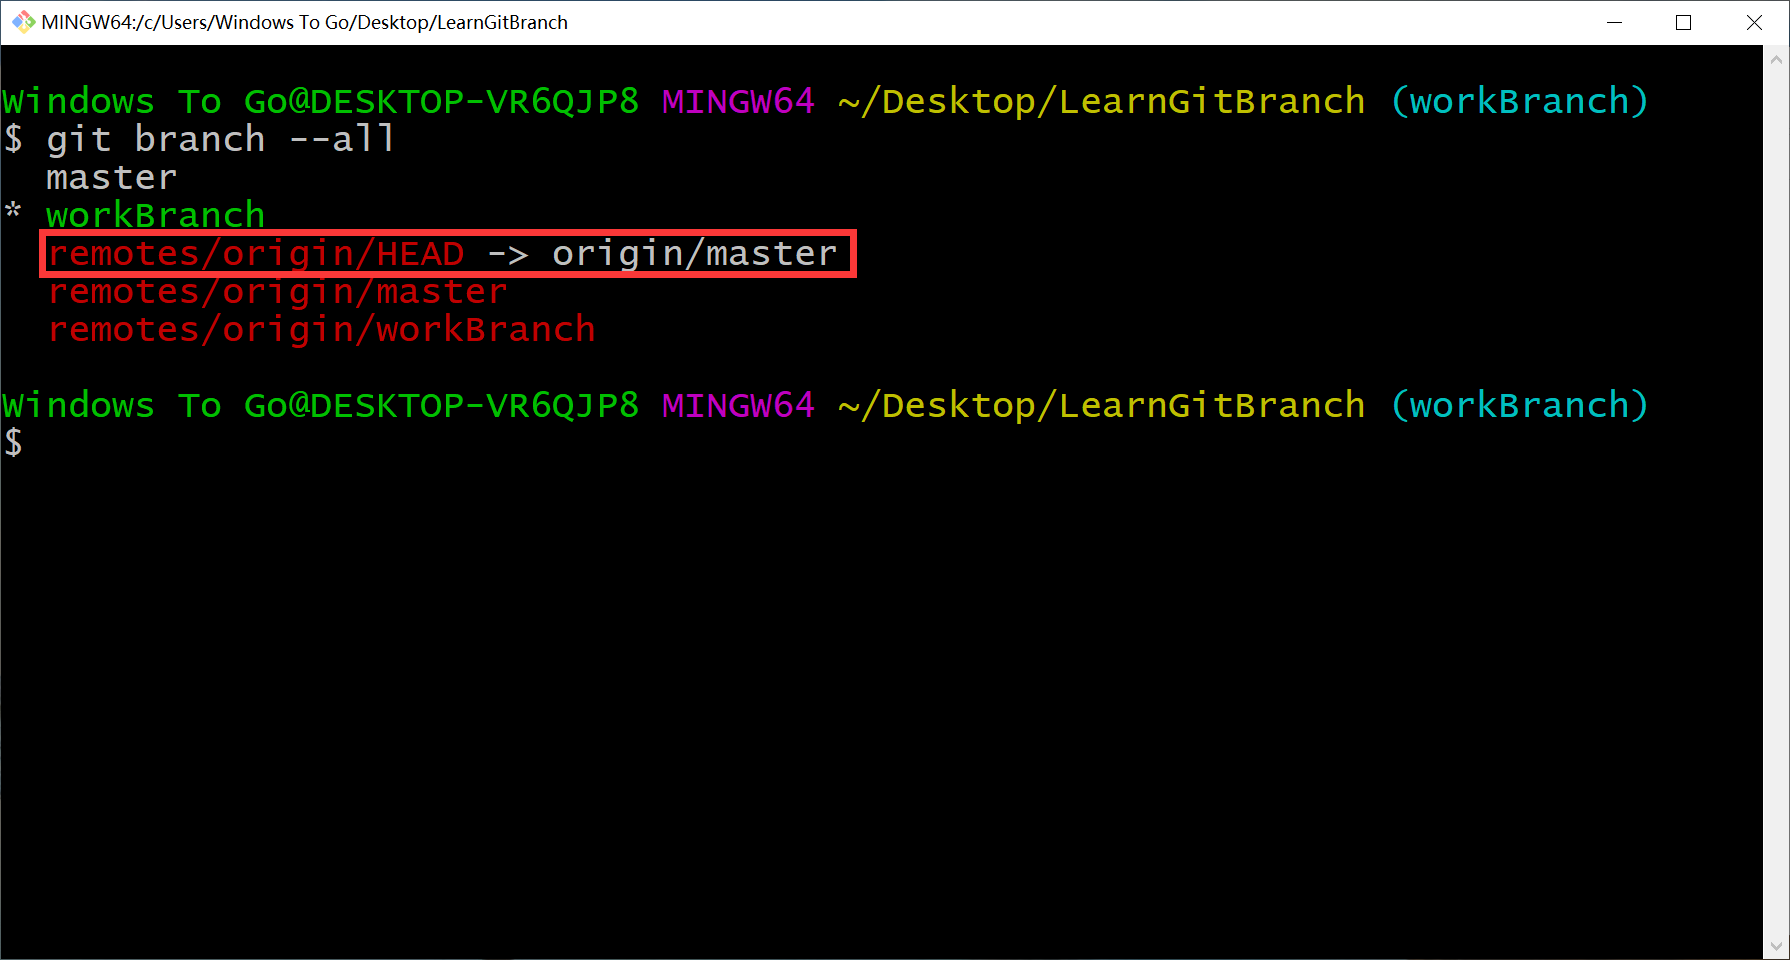 MINGW64:/c/Users/Windows To Go/Desktop/LearnGitBranch
Windows To Go@DESKTOP-VR6QJP8 MINGW64 ~/Desktop/LearnGitBranch (workBranch)
$ git branch --all
  master
* workBranch
  remotes/origin/HEAD -> origin/master
  remotes/origin/master
  remotes/origin/workBranch
Windows To Go@DESKTOP-VR6QJP8 MINGW64 ~/Desktop/LearnGitBranch (workBranch)
$